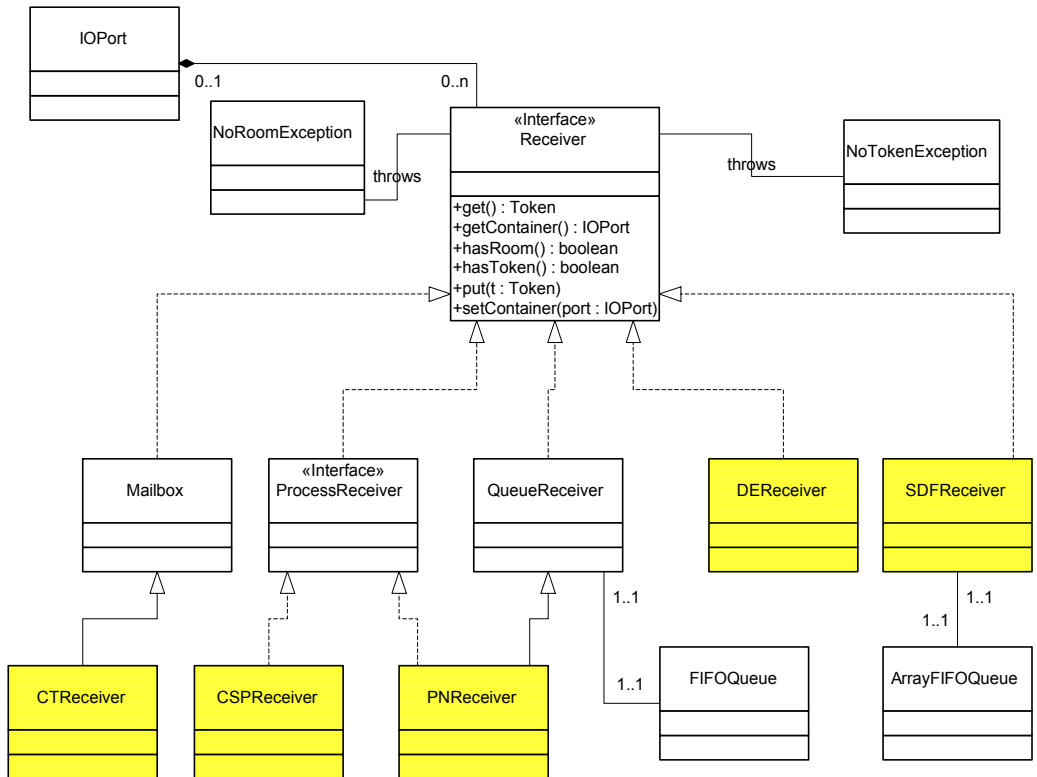 IOPort
0..1
0..n
NoRoomException
throws
«Interface»
Receiver
+get() : Token
+getContainer() : IOPort
+hasRoom() : boolean
+hasToken() : boolean
+put(t : Token)
+setContainer(port : IOPort)
throws
NoTokenException
Mailbox
«Interface»
ProcessReceiver
QueueReceiver
DEReceiver
SDFReceiver
1..1
1..1
1..1
1..1
CTReceiver
CSPReceiver
PNReceiver
FIFOQueue
ArrayFIFOQueue